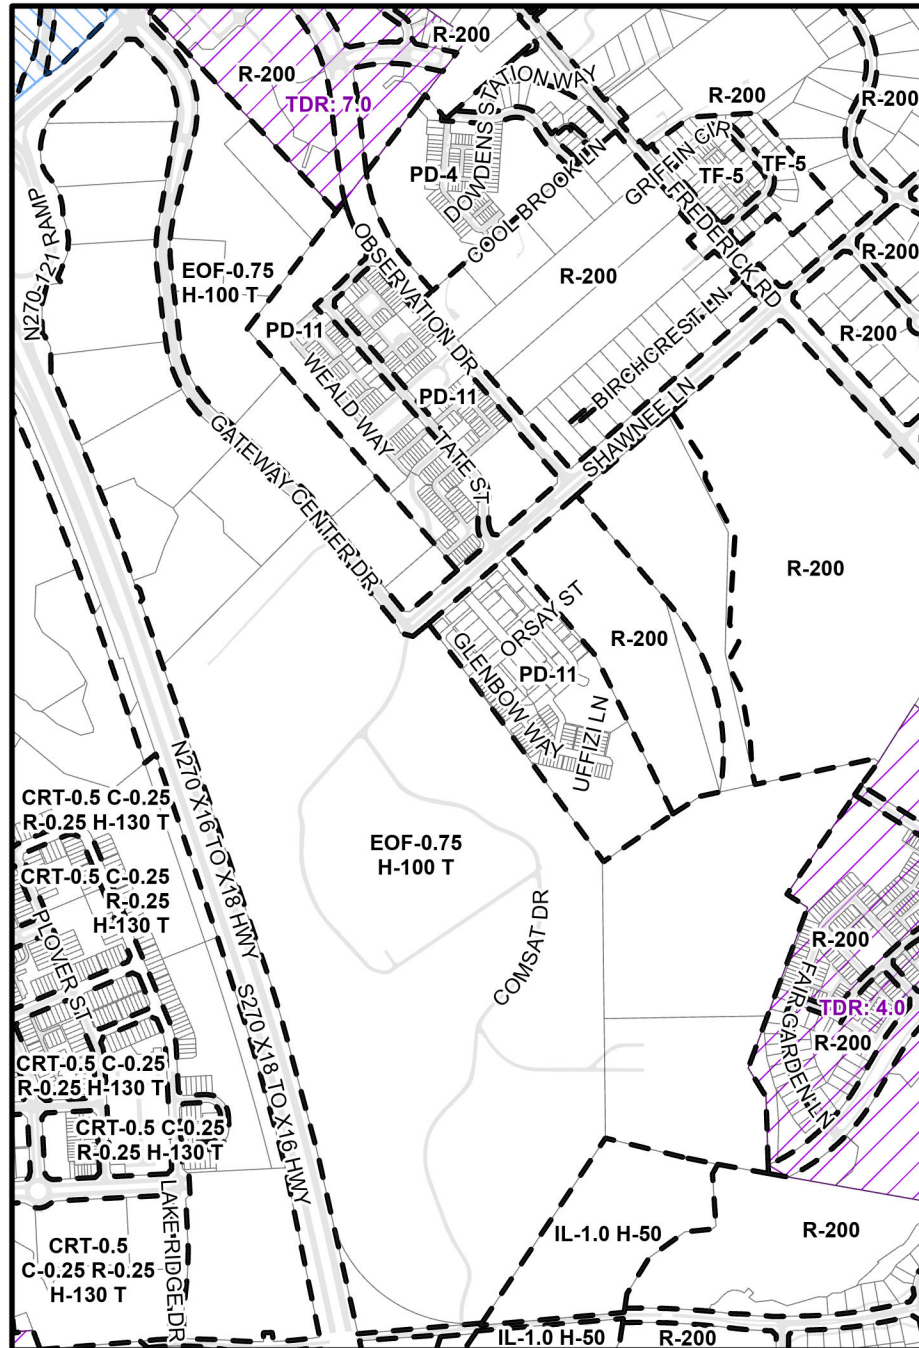 R-200
R-200
TDR: 7.0
DOWDENS STATION WAY
R-200
R-200
PD-4
COOL BROOK LN
GRIFFIN CIR
TF-5
TF-5
FREDERICK RD
N270-121 RAMP
OBSERVATION DR
EOF-0.75
H-100 T
R-200
R-200
R-200
PD-11
WEALD WAY
PD-11
TATE ST
BIRCHCREST LN
SHAWNEE LN
GATEWAY CENTER DR
R-200
ORSAY ST
R-200
GLENBOW WAY
PD-11
UFFIZI LN
N270 X16 TO X18 HWY
CRT-0.5 C-0.25
R-0.25 H-130 T
EOF-0.75
H-100 T
CRT-0.5 C-0.25
R-0.25
H-130 T
PLOVER ST
COMSAT DR
R-200
FAIR GARDEN LN
TDR: 4.0
R-200
S270 X18 TO X16 HWY
CRT-0.5 C-0.25
R-0.25 H-130 T
CRT-0.5 C-0.25
R-0.25 H-130 T
LAKE RIDGE DR
IL-1.0 H-50
R-200
CRT-0.5
C-0.25 R-0.25
H-130 T
IL-1.0 H-50
R-200